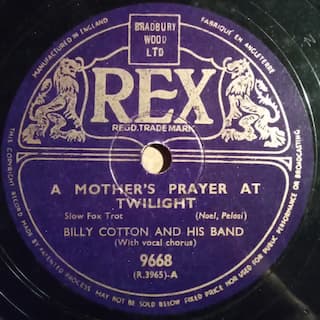 MANUFACTURED IN ENGLAND
FABRIQUÉ EN ANGLETERRE
BRADBURY
WOOD
LTD
REX
REGD. TRADE MARK
A MOTHER'S PRAYER AT
TWILIGHT
Slow Fox Trot (Noel, Pelosi)
BILLY COTTON AND HIS BAND
(With vocal chorus)
9668
(R.3965)-A
THIS COPYRIGHT RECORD MADE BY PATENTED PROCESS MAY NOT BE SOLD BELOW FIXED PRICE NOR USED FOR PUBLIC PERFORMANCE OR BROADCASTING